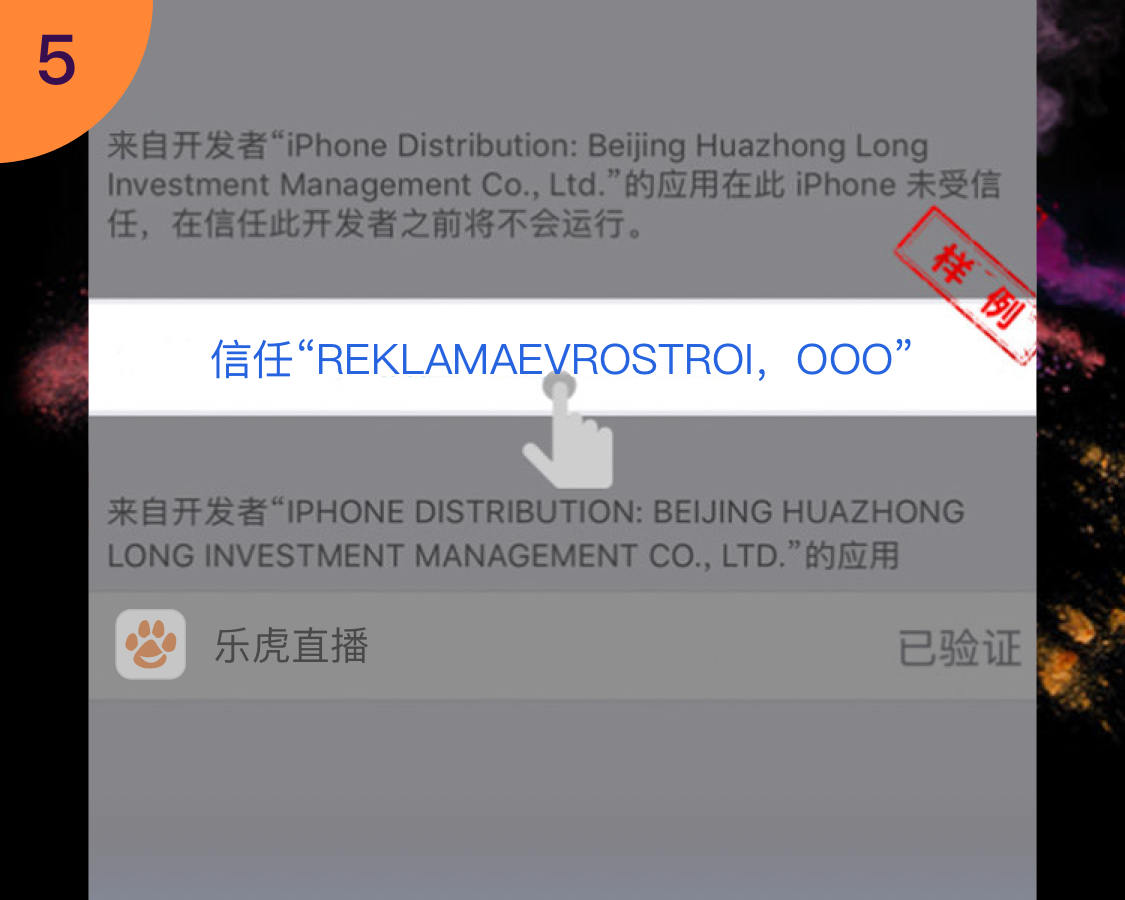 5
来自开发者“iPhone Distribution: Beijing Huazhong Long
Investment Management Co., Ltd.”的应用在此 iPhone 未受信
任，在信任此开发者之前将不会运行。
样例
信任“REKLAMAEVROSTROI，OOO”
来自开发者“IPHONE DISTRIBUTION: BEIJING HUAZHONG
LONG INVESTMENT MANAGEMENT CO., LTD.”的应用
乐虎直播 已验证